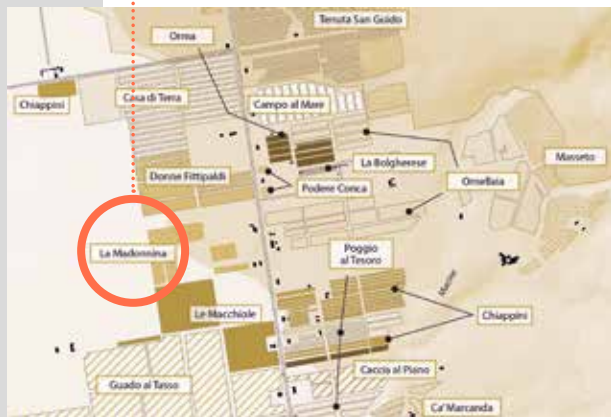 Tenuta San Guido
Orma
Chiappini
Casa di Terra
Campo al Mare
Masseto
La Bolgherese
Donne Fittipaldi
Podere Conca
Ornellaia
La Madonnina
Poggio
al Tesoro
Le Macchiole
Chiappini
Caccia al Piano
Guado al Tasso
Ca' Marcanda